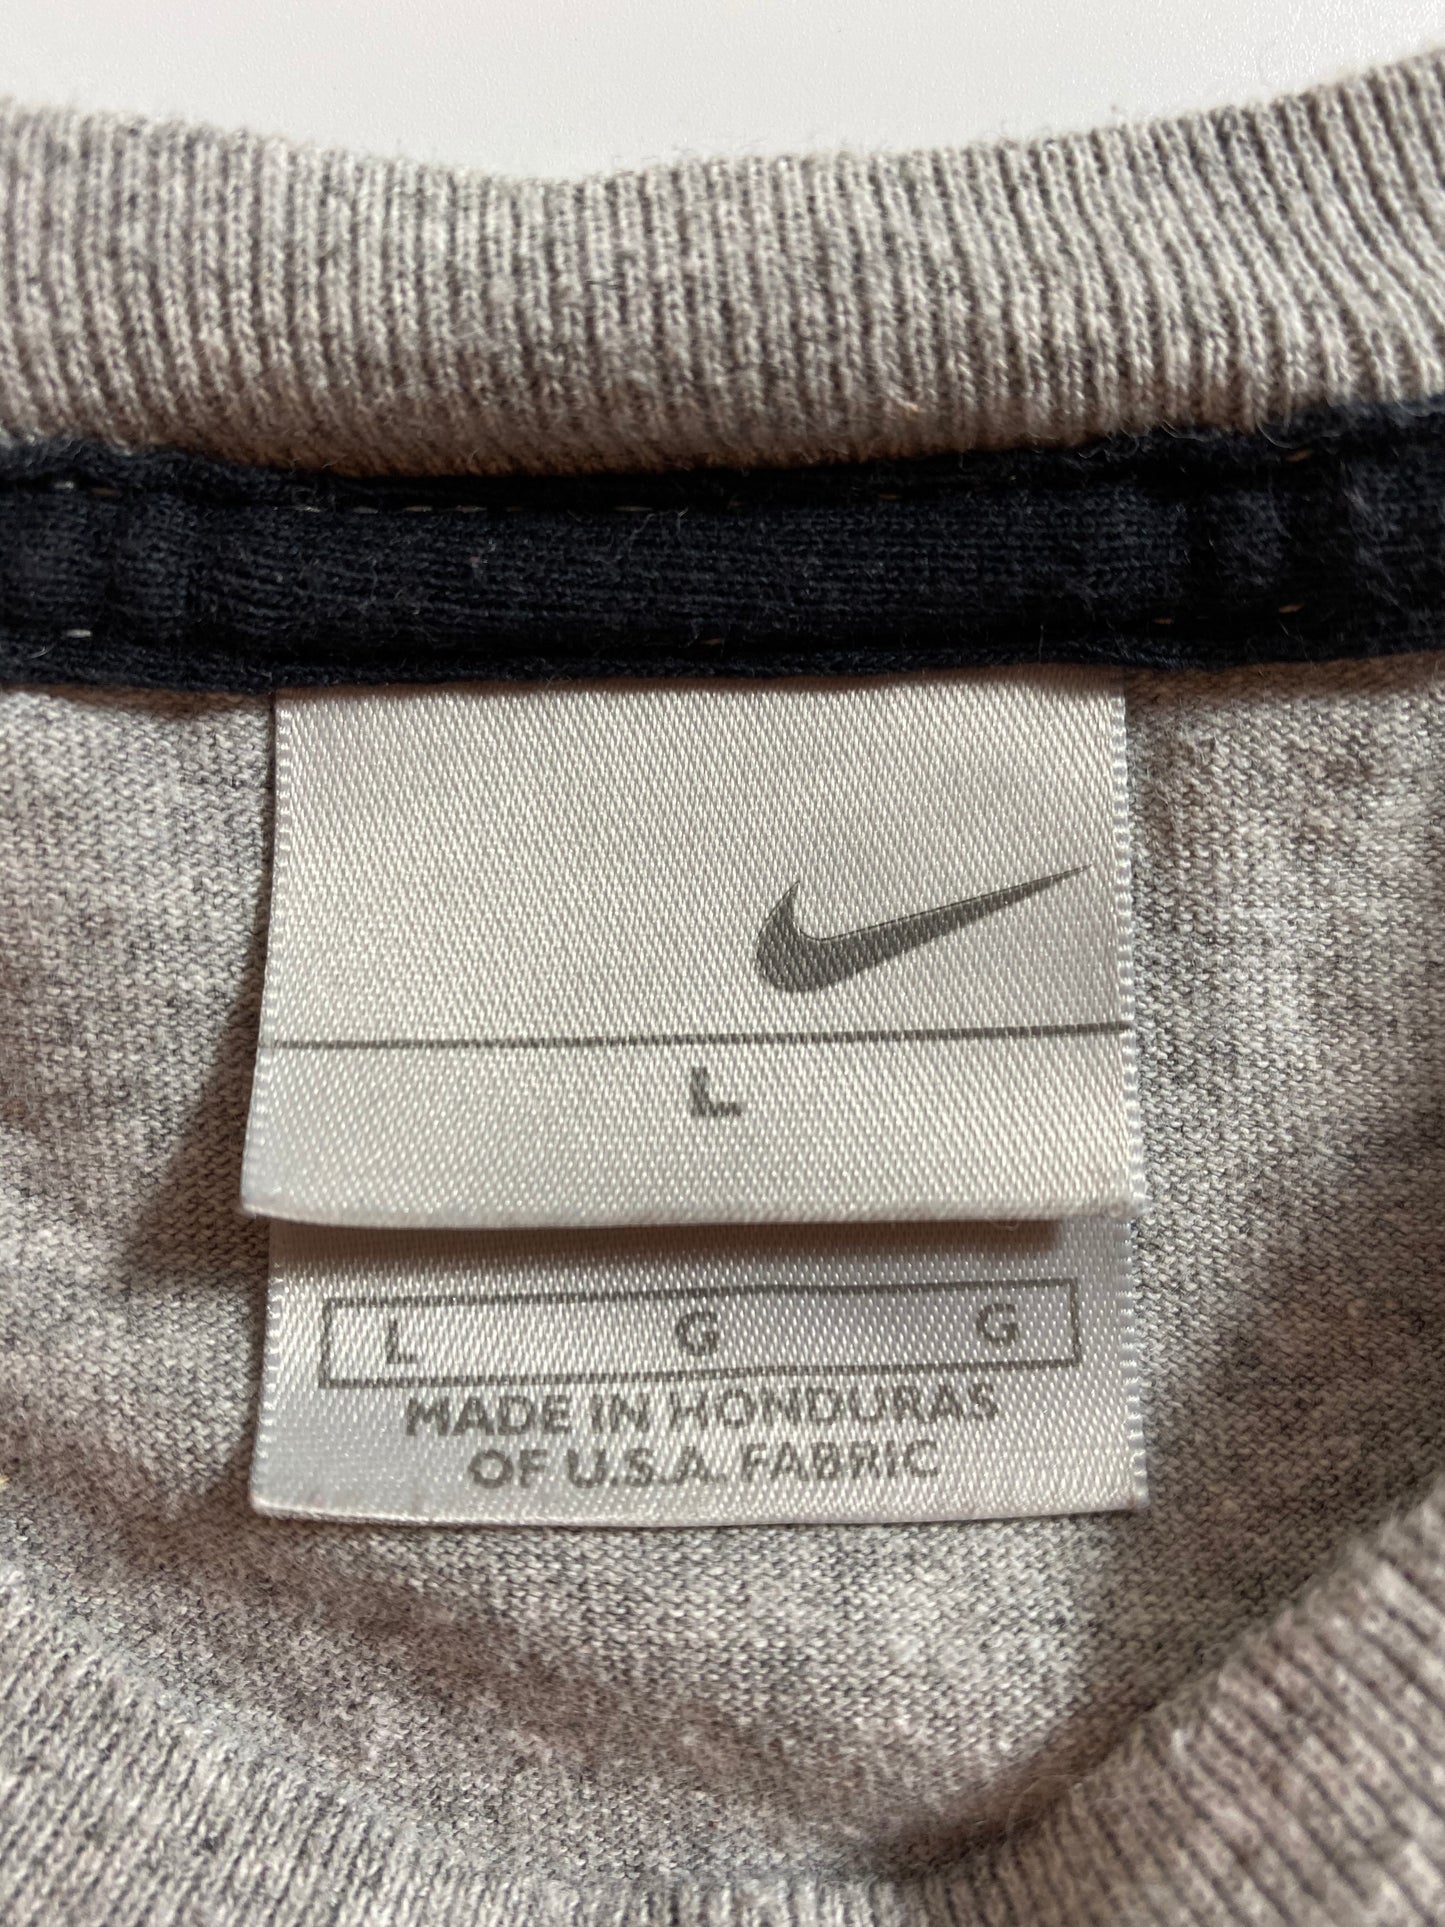 L
L G G
MADE IN HONDURAS
OF U.S.A. FABRIC